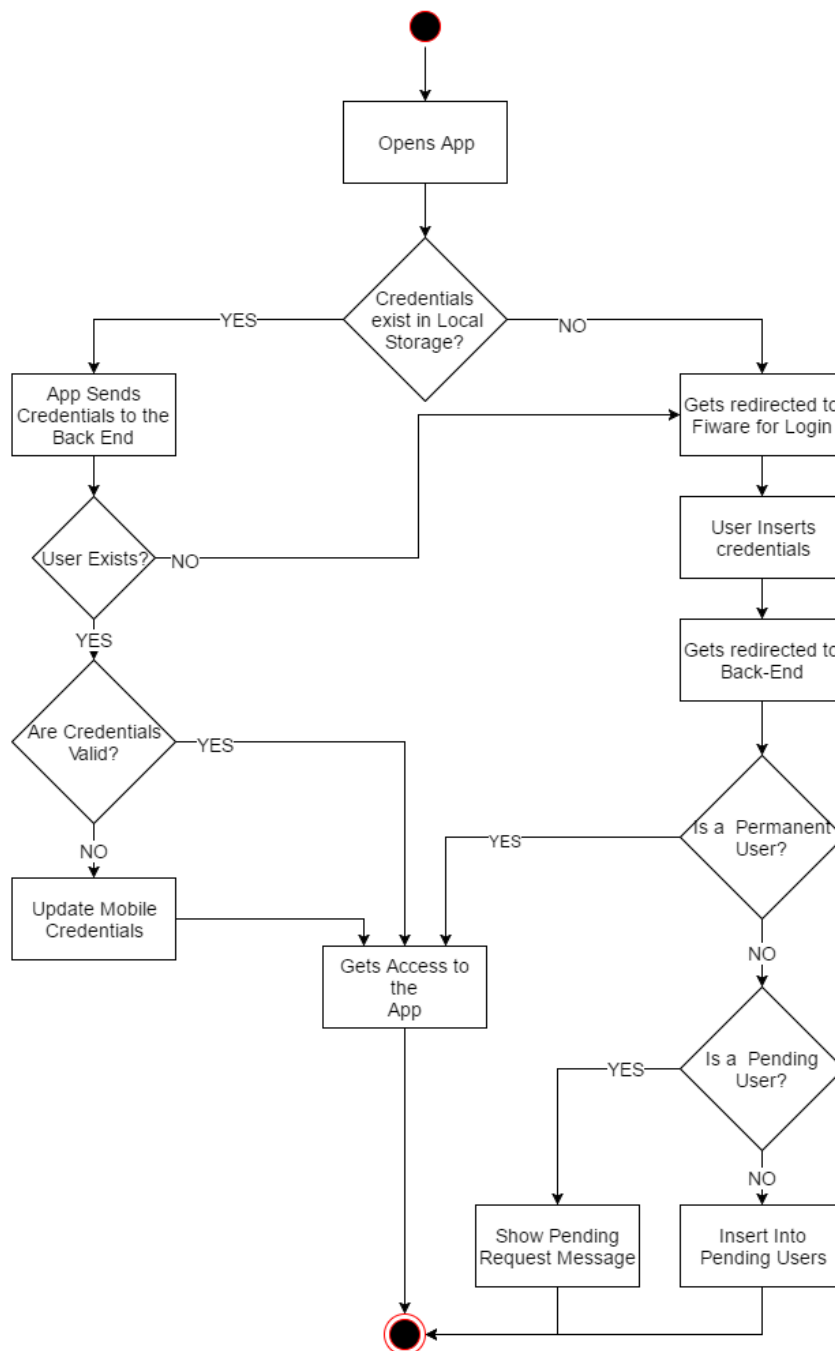 Opens App
Credentials
exist in Local
Storage?
YES
NO
App Sends
Credentials to the
Back End
Gets redirected to
Fiware for Login
User Exists?
NO
User Inserts
credentials
YES
Gets redirected to
Back-End
Are Credentials
Valid?
YES
Is a Permanent
User?
YES
NO
Update Mobile
Credentials
Gets Access to
the
App
NO
Is a Pending
User?
YES
NO
Show Pending
Request Message
Insert Into
Pending Users